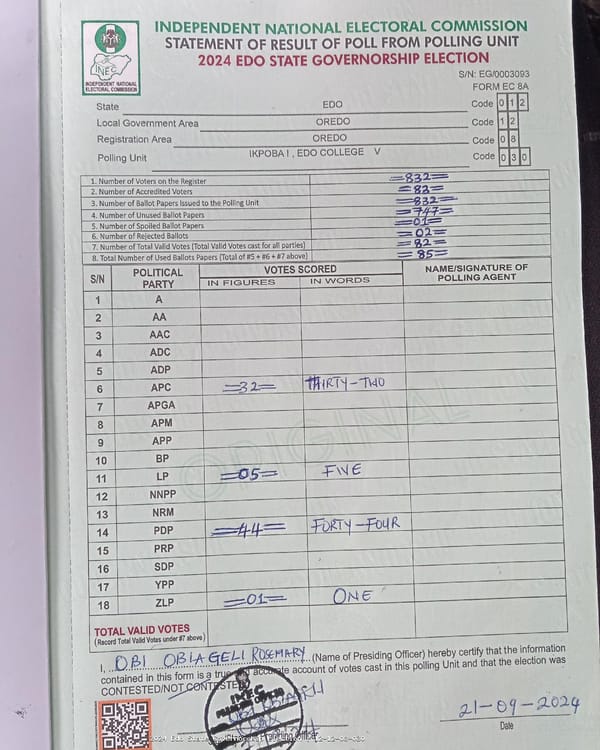 INDEPENDENT NATIONAL ELECTORAL COMMISSION
STATEMENT OF RESULT OF POLL FROM POLLING UNIT
2024 EDO STATE GOVERNORSHIP ELECTION
INEC
INDEPENDENT NATIONAL ELECTORAL COMMISSION
S/N: EG/0003093
FORM EC 8A
State EDO Code 0 1 2
Local Government Area OREDO Code 1 2
Registration Area OREDO Code 0 8
Polling Unit IKPOBA I , EDO COLLEGE V Code 0 3 0
1. Number of Voters on the Register =832=
2. Number of Accredited Voters =83=
3. Number of Ballot Papers Issued to the Polling Unit =832=
4. Number of Unused Ballot Papers =747=
5. Number of Spoiled Ballot Papers =01=
6. Number of Rejected Ballots =02=
7. Number of Total Valid Votes (Total Valid Votes cast for all parties) =82=
8. Total Number of Used Ballots Papers (Total of #5 + #6 + #7 above) =85=
S/N POLITICAL PARTY VOTES SCORED NAME/SIGNATURE OF POLLING AGENT
IN FIGURES IN WORDS
1 A
2 AA
3 AAC
4 ADC
5 ADP
6 APC =32= THIRTY-TWO
7 APGA
8 APM
9 APP
10 BP
11 LP =05= FIVE
12 NNPP
13 NRM
14 PDP =44= FORTY-FOUR
15 PRP
16 SDP
17 YPP
18 ZLP =01= ONE
ORIGINAL
TOTAL VALID VOTES
(Record Total Valid Votes under #7 above)
I, OBI OBIAGELI ROSEMARY (Name of Presiding Officer) hereby certify that the information
contained in this form is a true and accurate account of votes cast in this polling Unit and that the election was
CONTESTED/NOT CONTESTED
INEC
21-09-2024
Date